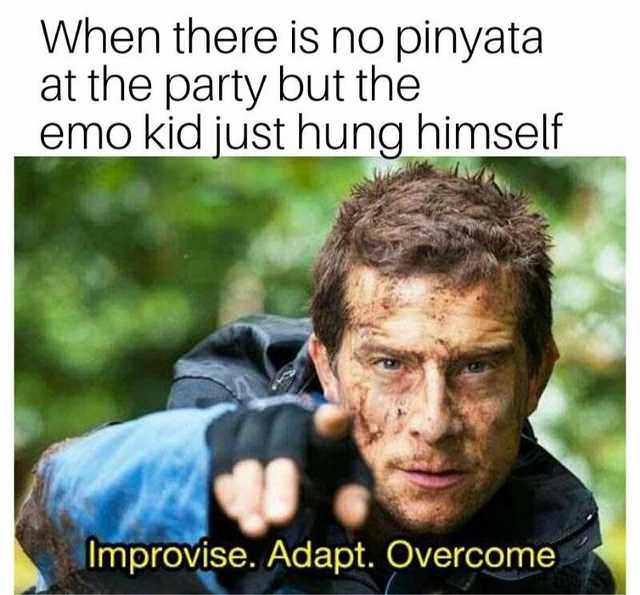 When there is no pinyata
at the party but the
emo kid just hung himself
Improvise. Adapt. Overcome